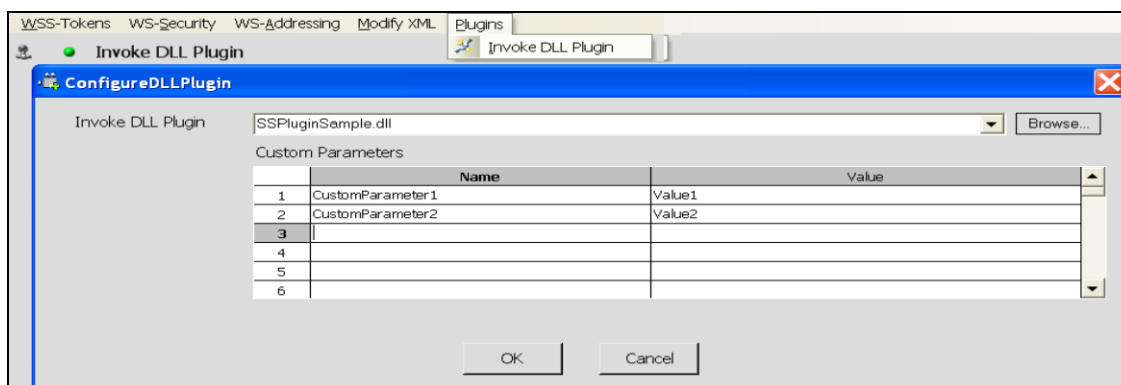 WSS-Tokens WS-Security WS-Addressing Modify XML Plugins
Invoke DLL Plugin
Invoke DLL Plugin
ConfigureDLLPlugin
Invoke DLL Plugin SSPluginSample.dll Browse...
Custom Parameters
Name Value
1 CustomParameter1 Value1
2 CustomParameter2 Value2
3
4
5
6
OK Cancel